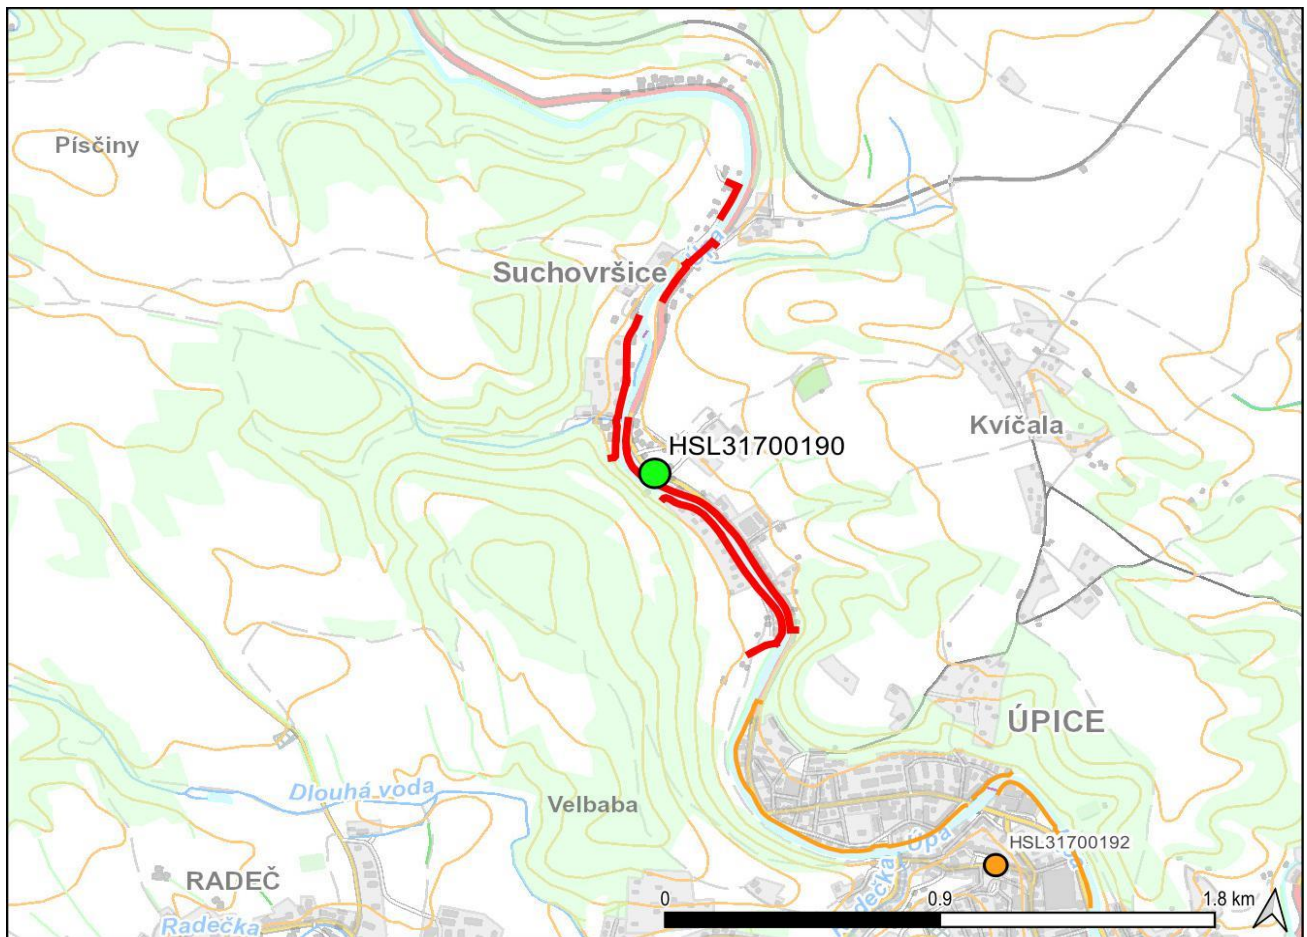 Písčiny
Suchovršice
Kvíčala
HSL31700190
ÚPICE
Dlouhá voda
Velbaba
Úpa
HSL31700192
RADEČ
Radečka
0
0.9
1.8 km